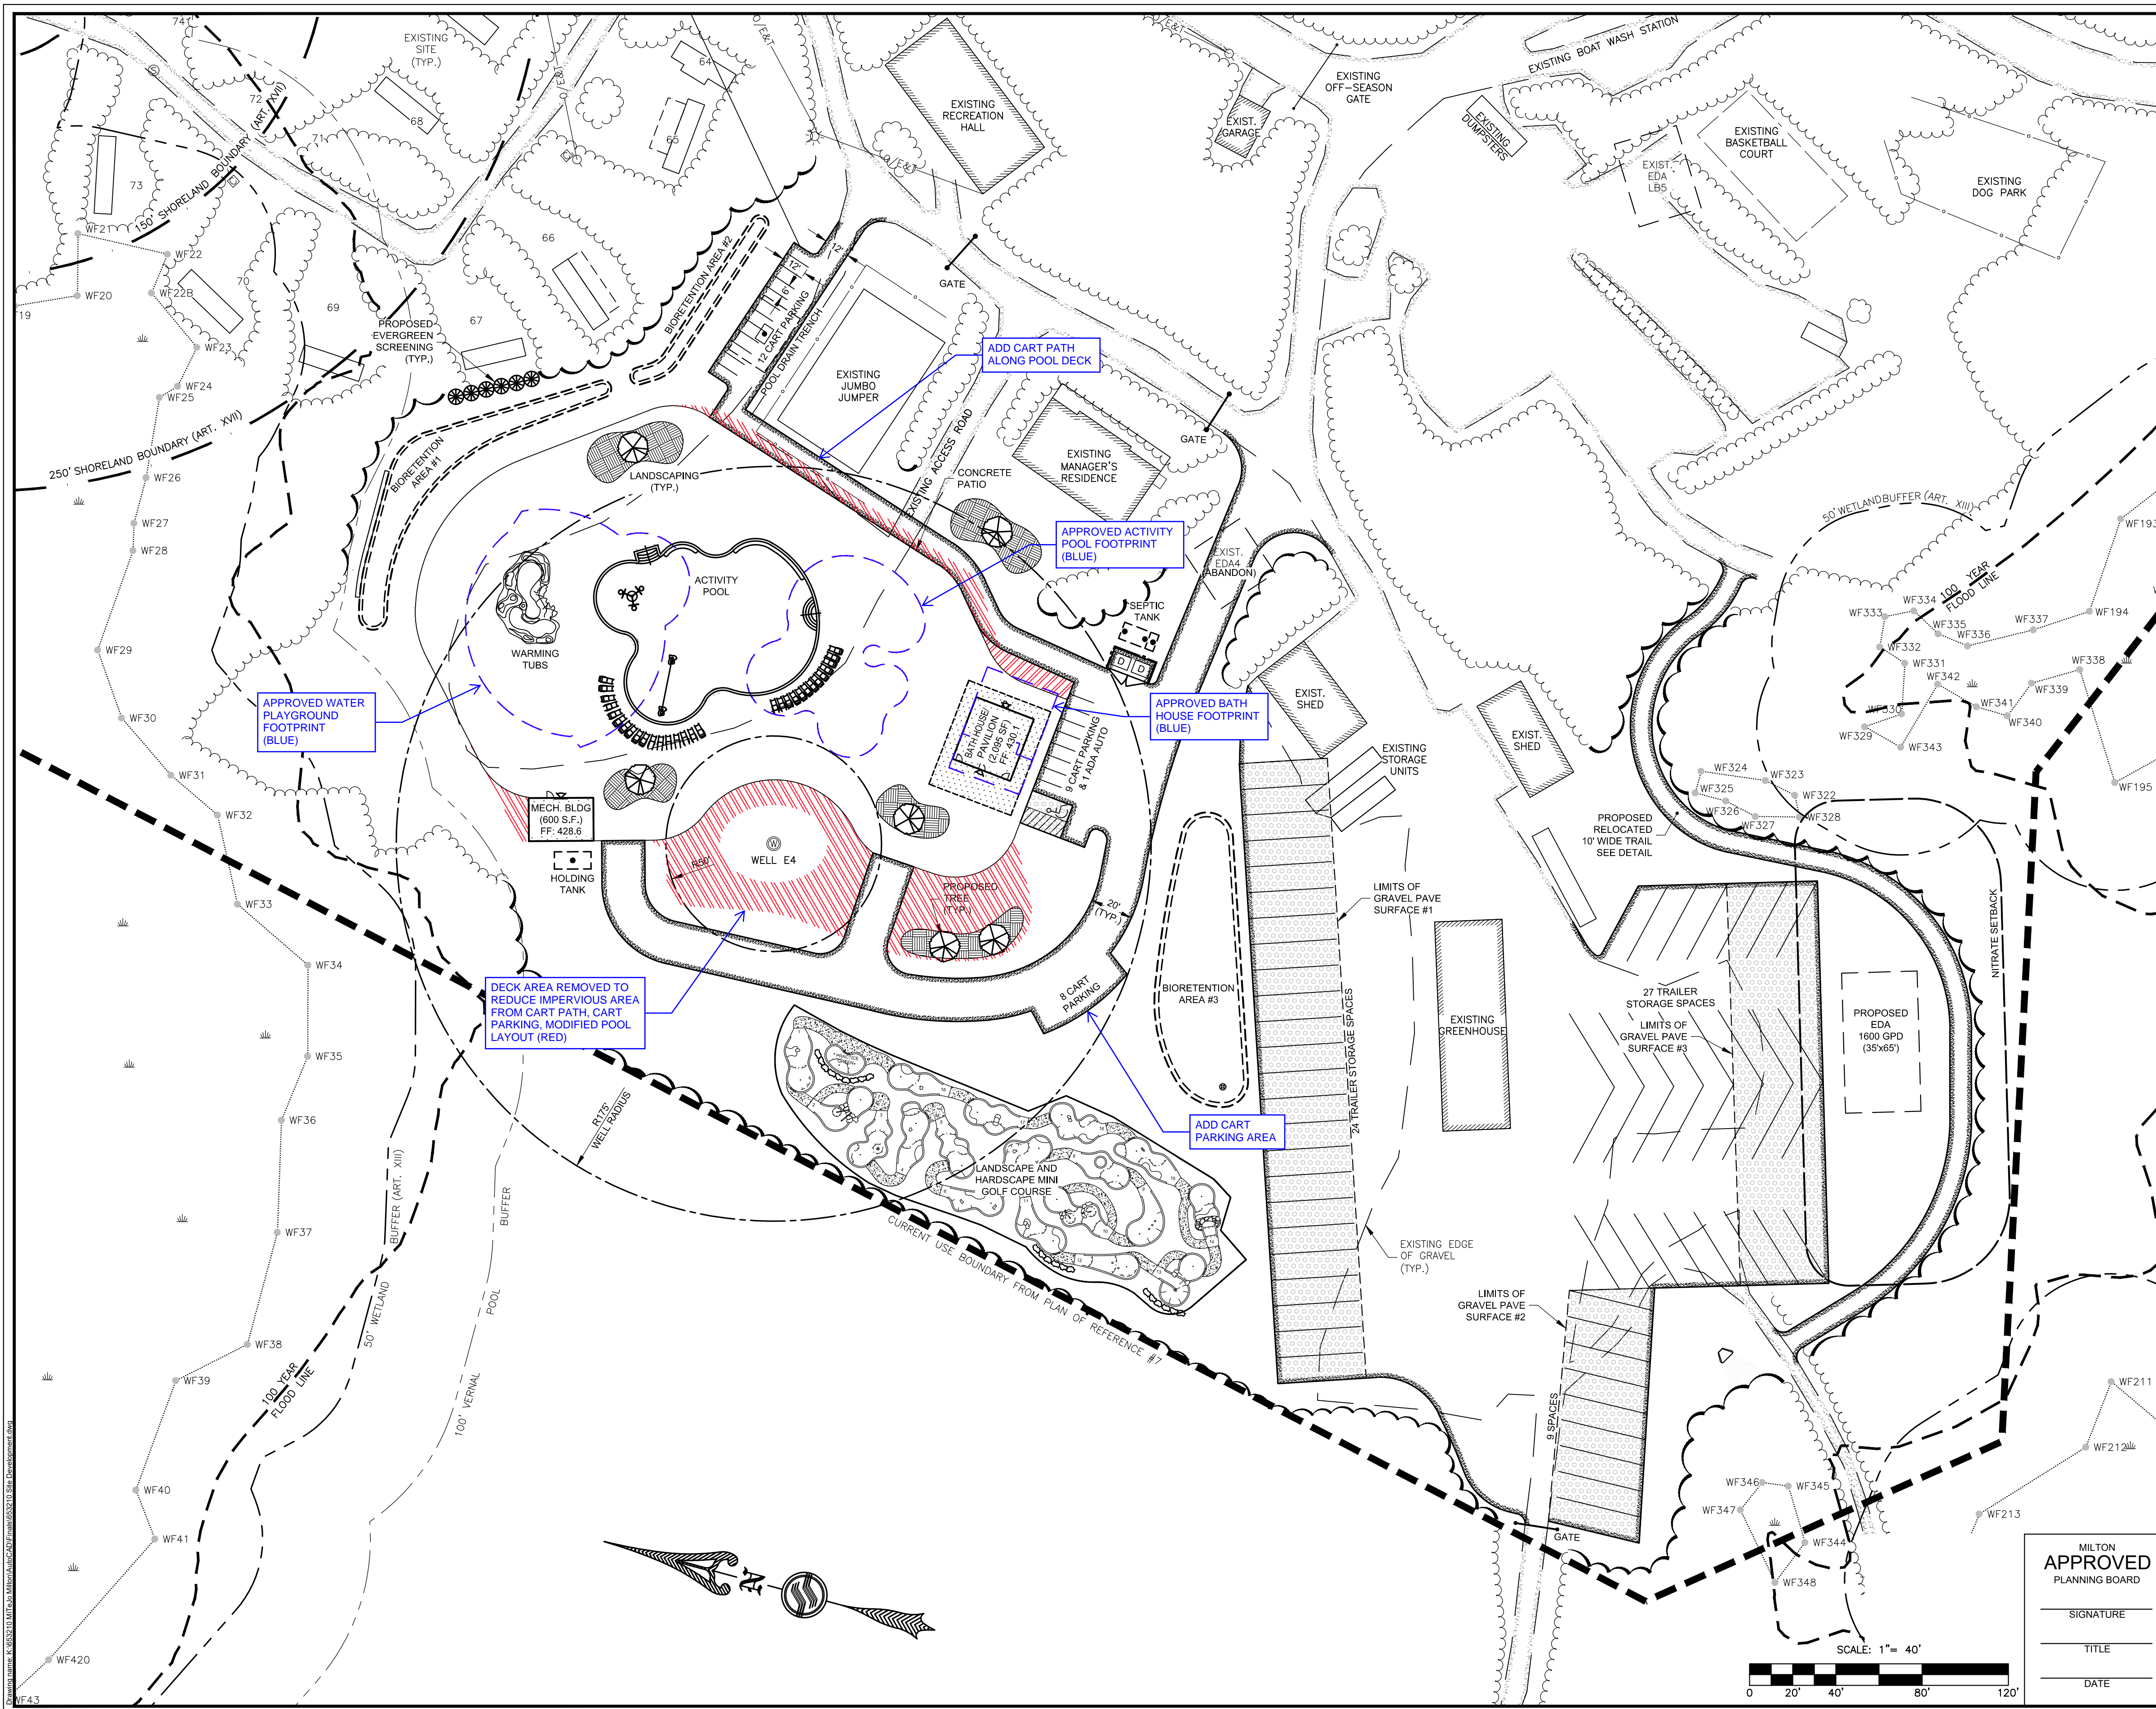 74
EXISTING
SITE
(TYP.)
O/E&T
O/E&T
O/E&T
O/E&T
O/E&T
64
65
66
67
68
69
70
71
72
73
S
150' SHORELAND BOUNDARY (ART. XVII)
250' SHORELAND BOUNDARY (ART. XVII)
EXISTING
RECREATION
HALL
EXIST.
GARAGE
EXISTING
OFF-SEASON
GATE
EXISTING BOAT WASH STATION
EXISTING
DUMPSTERS
EXIST.
EDA
LB5
EXISTING
BASKETBALL
COURT
EXISTING
DOG PARK
WF21
WF22
WF20
WF22B
WF23
WF24
WF25
WF26
WF27
WF28
WF29
WF30
WF31
WF32
WF33
WF34
WF35
WF36
WF37
WF38
WF39
WF40
WF41
WF420
WF43
PROPOSED
EVERGREEN
SCREENING
(TYP.)
BIORETENTION AREA #2
BIORETENTION
AREA #1
12'
12'
6'
12 CART PARKING
POOL DRAIN TRENCH
EXISTING
JUMBO
JUMPER
GATE
ADD CART PATH
ALONG POOL DECK
EXISTING ACCESS ROAD
CONCRETE
PATIO
EXISTING
MANAGER'S
RESIDENCE
GATE
LANDSCAPING
(TYP.)
APPROVED ACTIVITY
POOL FOOTPRINT
(BLUE)
EXIST.
EDA4
(ABANDON)
SEPTIC
TANK
D
D
ACTIVITY
POOL
WARMING
TUBS
APPROVED WATER
PLAYGROUND
FOOTPRINT
(BLUE)
BATH HOUSE/
PAVILION
(2,095 SF)
FF: 430.1
APPROVED BATH
HOUSE FOOTPRINT
(BLUE)
9 CART PARKING
& 1 ADA AUTO
MECH. BLDG
(600 S.F.)
FF: 428.6
HOLDING
TANK
W
WELL E4
R50'
PROPOSED
TREE
(TYP.)
20'
(TYP.)
DECK AREA REMOVED TO
REDUCE IMPERVIOUS AREA
FROM CART PATH, CART
PARKING, MODIFIED POOL
LAYOUT (RED)
8 CART
PARKING
ADD CART
PARKING AREA
BIORETENTION
AREA #3
R175'
WELL RADIUS
LANDSCAPE AND
HARDSCAPE MINI
GOLF COURSE
CURRENT USE BOUNDARY FROM PLAN OF REFERENCE #7
EXIST.
SHED
EXISTING
STORAGE
UNITS
EXIST.
SHED
LIMITS OF
GRAVEL PAVE
SURFACE #1
24 TRAILER STORAGE SPACES
EXISTING
GREENHOUSE
EXISTING EDGE
OF GRAVEL
(TYP.)
LIMITS OF
GRAVEL PAVE
SURFACE #2
9 SPACES
GATE
27 TRAILER
STORAGE SPACES
LIMITS OF
GRAVEL PAVE
SURFACE #3
PROPOSED
EDA
1600 GPD
(35'x65')
NITRATE SETBACK
PROPOSED
RELOCATED
10' WIDE TRAIL
SEE DETAIL
50' WETLAND BUFFER (ART. XIII)
100 YEAR
FLOOD LINE
WF193
WF194
WF195
WF333
WF334
WF335
WF336
WF337
WF332
WF331
WF338
WF342
WF339
WF341
WF330
WF340
WF329
WF343
WF324
WF323
WF325
WF322
WF326
WF327
WF328
WF211
WF212
WF213
WF346
WF345
WF347
WF344
WF348
50' WETLAND BUFFER (ART. XIII)
100' VERNAL POOL BUFFER
100 YEAR
FLOOD LINE
N
SCALE: 1"= 40'
0 20' 40' 80' 120'
MILTON
APPROVED
PLANNING BOARD
SIGNATURE
TITLE
DATE